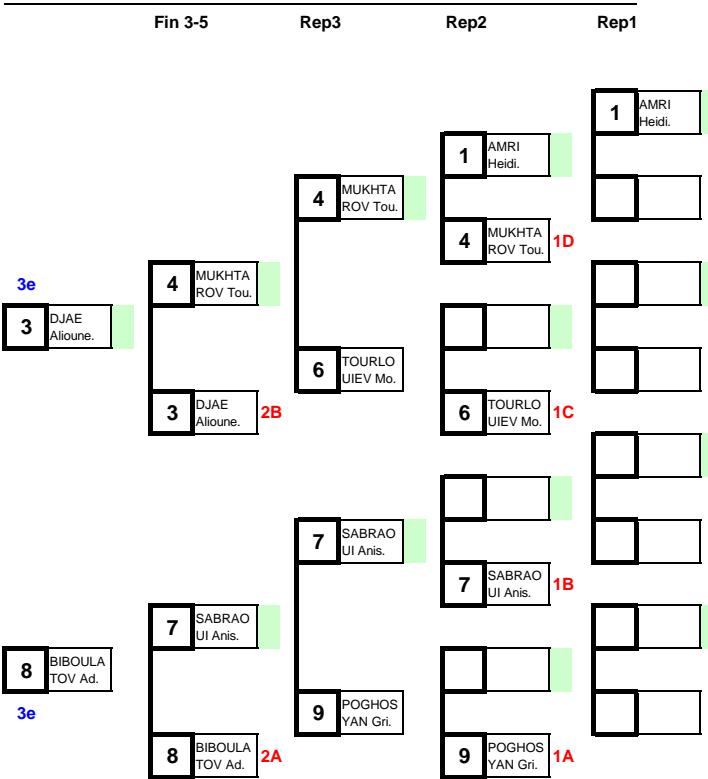 Fin 3-5 Rep3 Rep2 Rep1
1 AMRI
Heidi.
1 AMRI
Heidi.
4 MUKHTA
ROV Tou.
4 MUKHTA
ROV Tou. 1D
3e
4 MUKHTA
ROV Tou.
3 DJAE
Alioune.
6 TOURLO
UIEV Mo.
3 DJAE
Alioune. 2B
6 TOURLO
UIEV Mo. 1C
7 SABRAO
UI Anis.
7 SABRAO
UI Anis. 1B
7 SABRAO
UI Anis.
8 BIBOULA
TOV Ad.
3e
9 POGHOS
YAN Gri.
8 BIBOULA
TOV Ad. 2A
9 POGHOS
YAN Gri. 1A